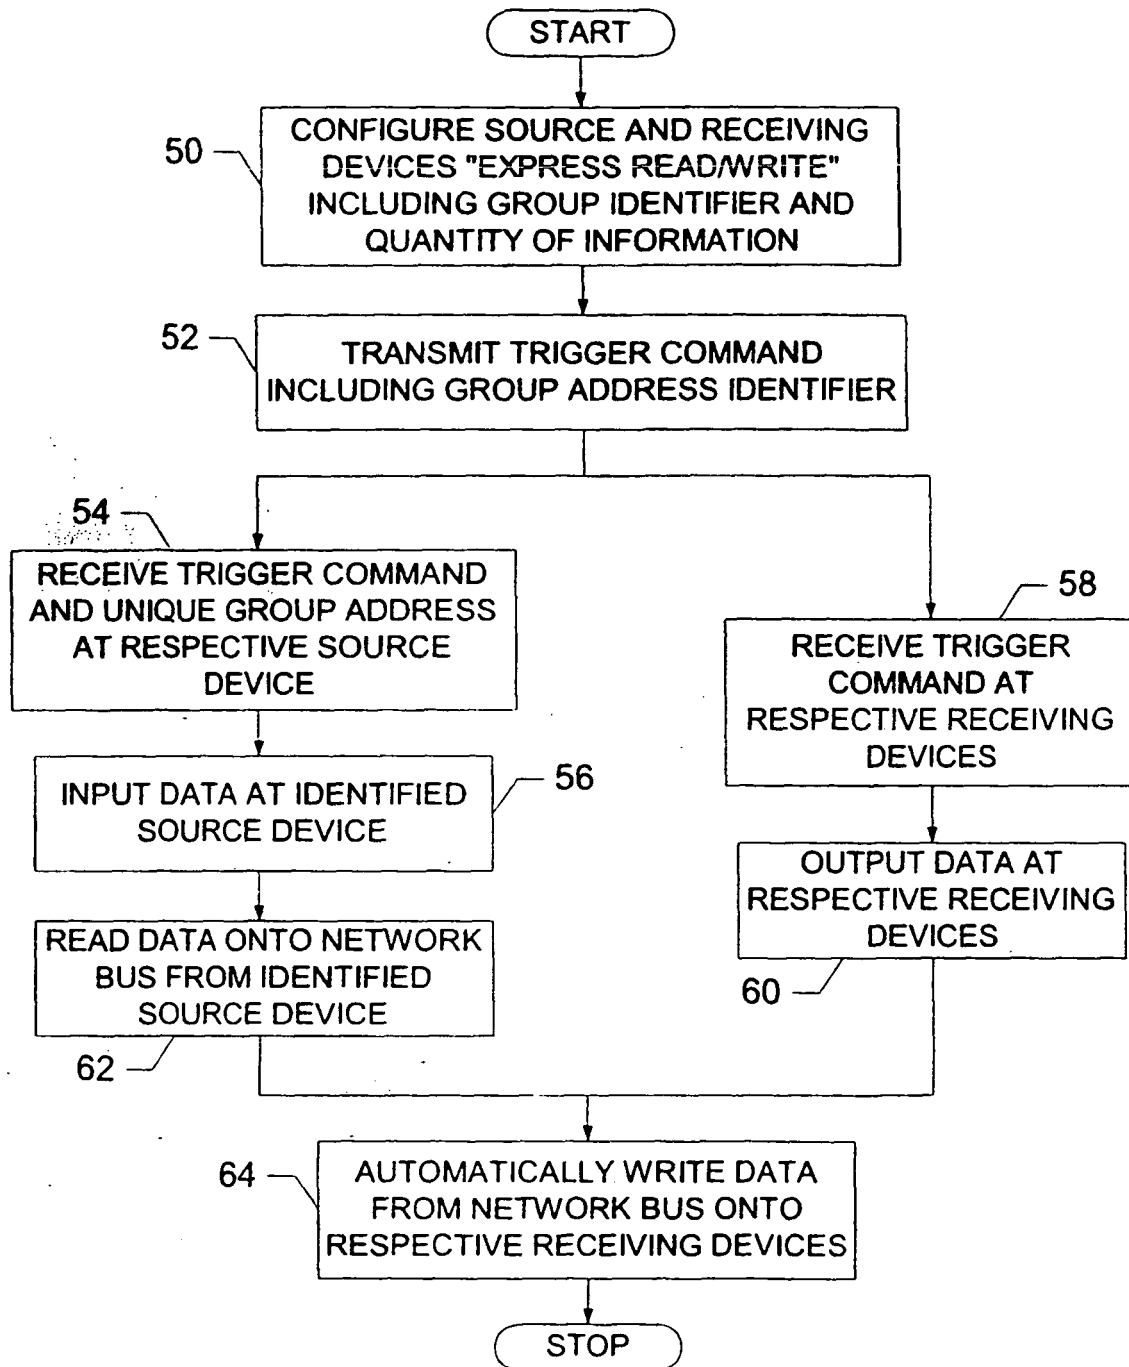 START
50
CONFIGURE SOURCE AND RECEIVING
DEVICES "EXPRESS READ/WRITE"
INCLUDING GROUP IDENTIFIER AND
QUANTITY OF INFORMATION
52
TRANSMIT TRIGGER COMMAND
INCLUDING GROUP ADDRESS IDENTIFIER
54
RECEIVE TRIGGER COMMAND
AND UNIQUE GROUP ADDRESS
AT RESPECTIVE SOURCE
DEVICE
58
RECEIVE TRIGGER
COMMAND AT
RESPECTIVE RECEIVING
DEVICES
56
INPUT DATA AT IDENTIFIED
SOURCE DEVICE
OUTPUT DATA AT
RESPECTIVE RECEIVING
DEVICES
60
READ DATA ONTO NETWORK
BUS FROM IDENTIFIED
SOURCE DEVICE
62
64
AUTOMATICALLY WRITE DATA
FROM NETWORK BUS ONTO
RESPECTIVE RECEIVING DEVICES
STOP